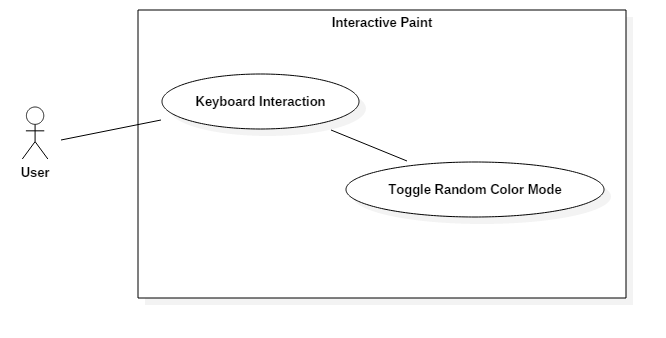 Interactive Paint
Keyboard Interaction
User
Toggle Random Color Mode